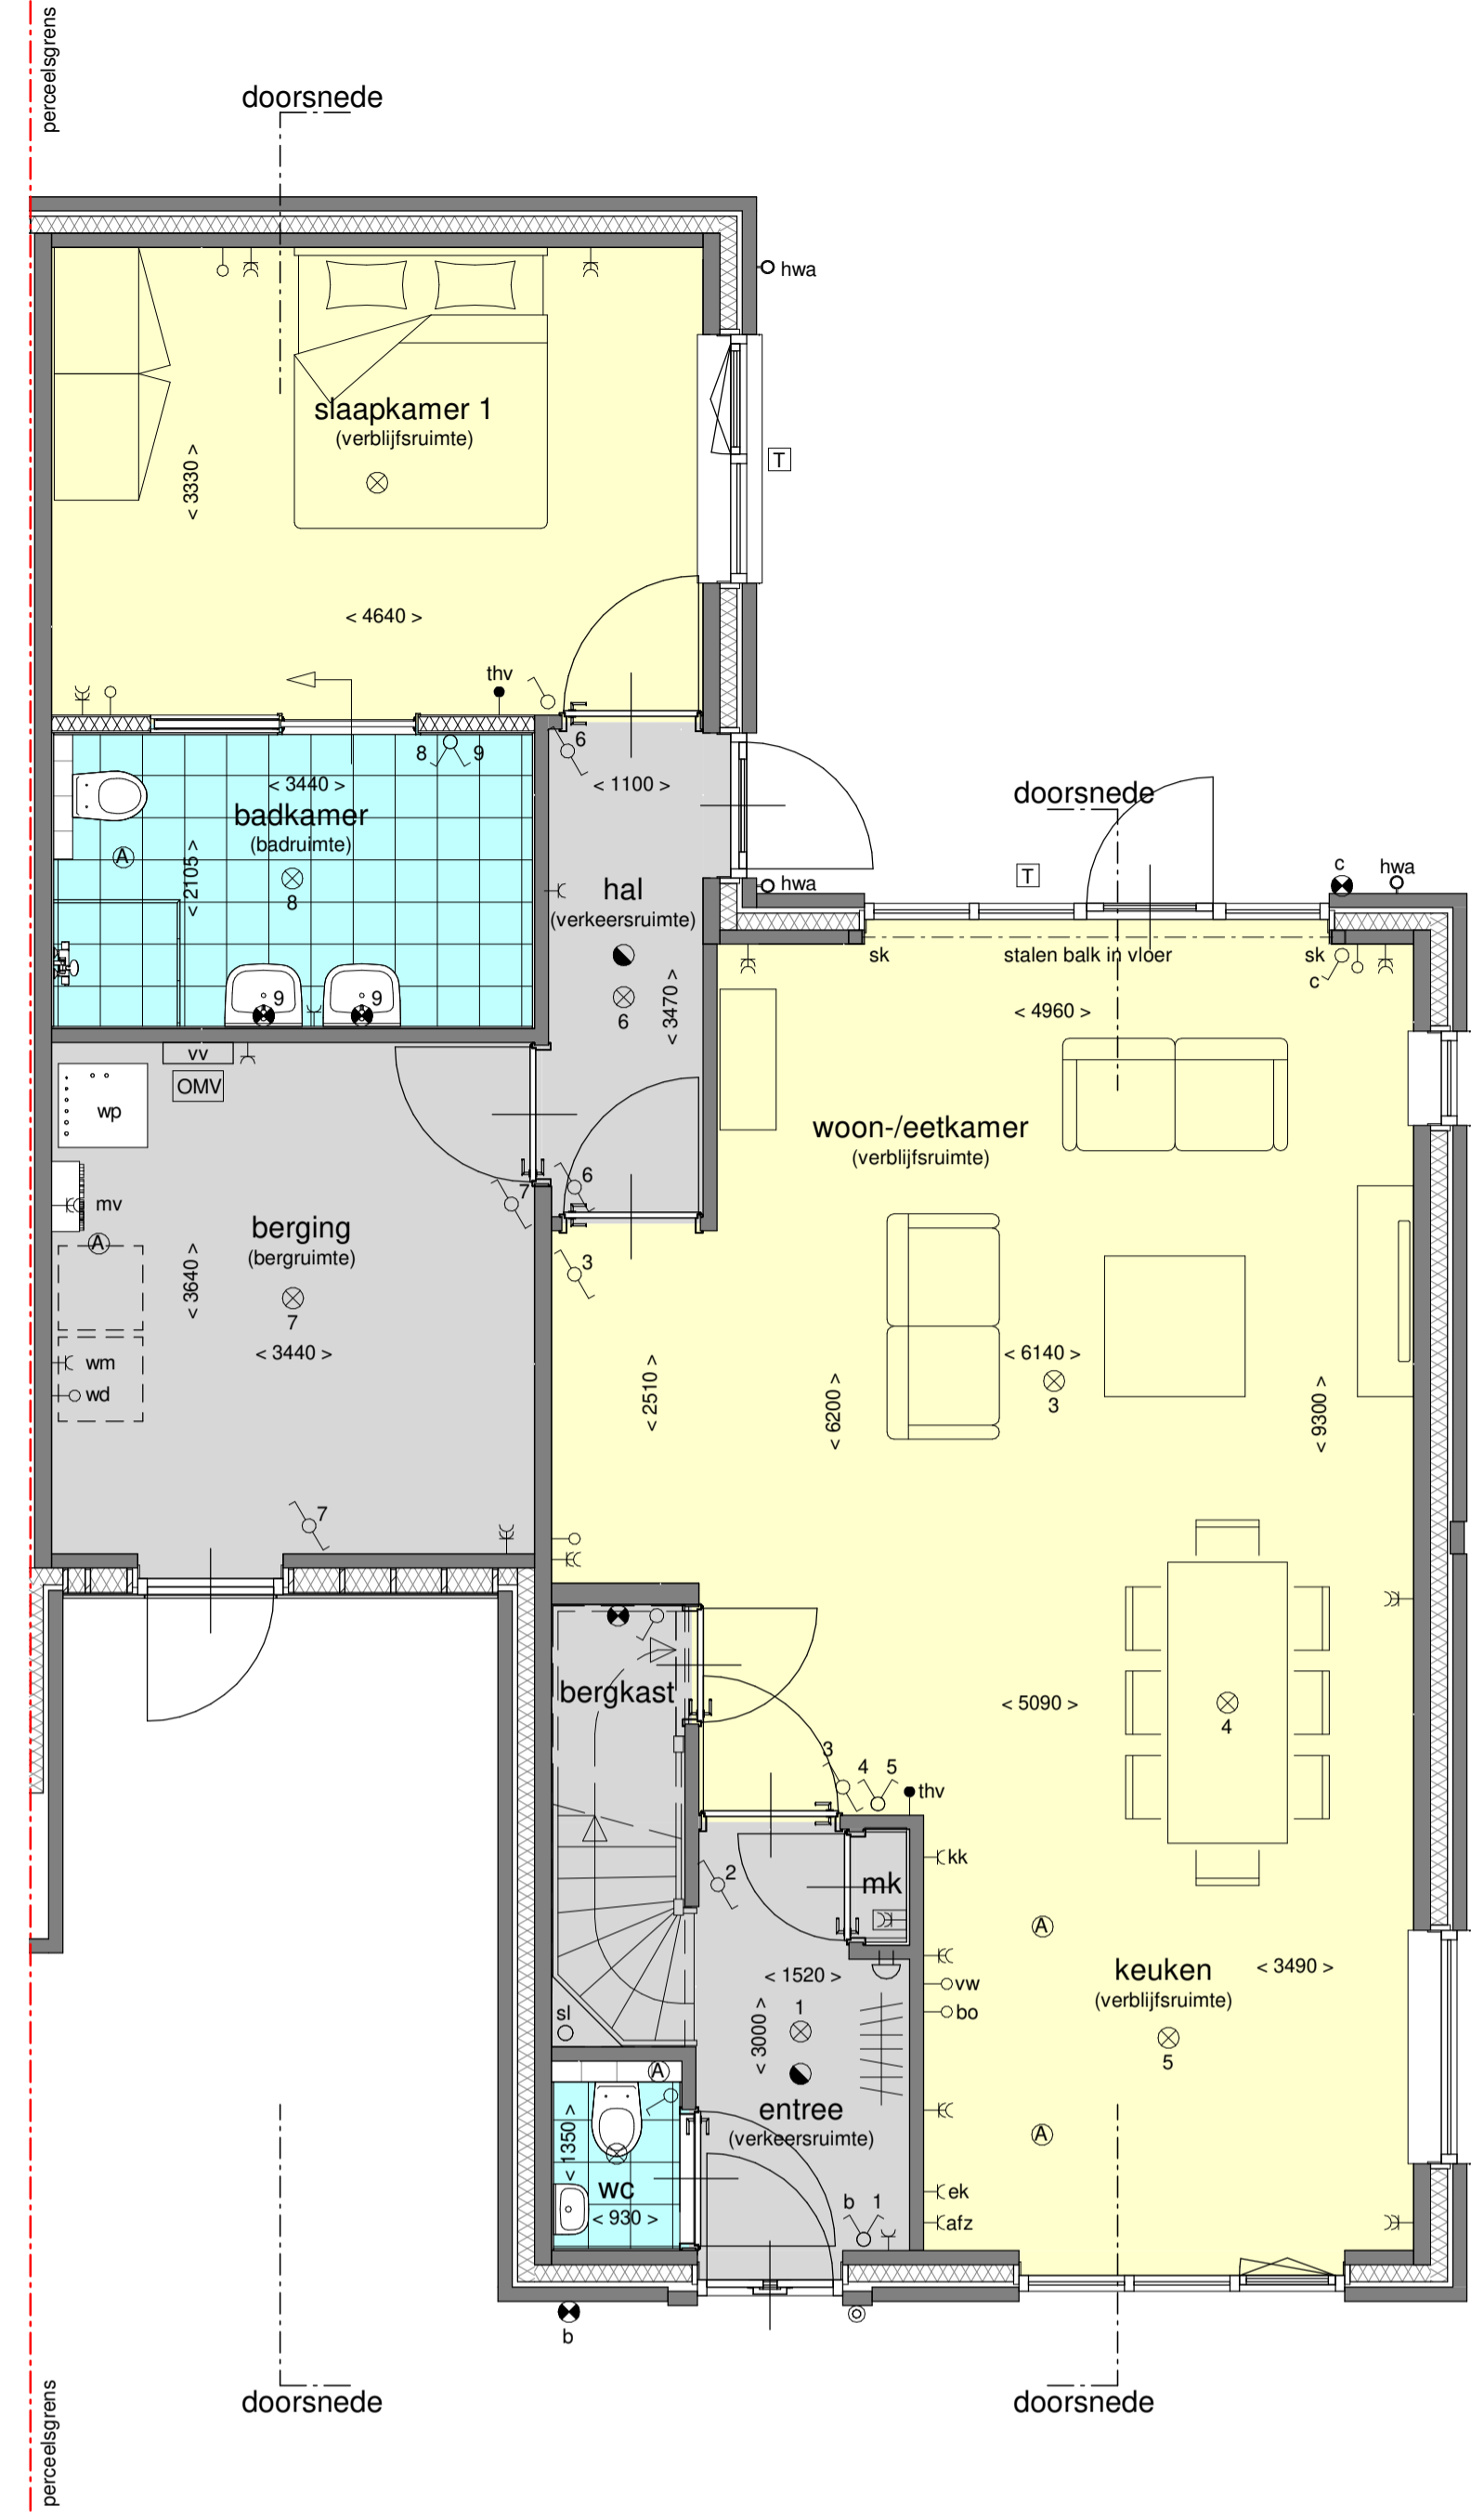 perceelsgrens
doorsnede
hwa
slaapkamer 1
(verblijfsruimte)
T
< 3330 >
< 4640 >
thv
6
8 9
< 3440 >
< 1100 >
badkamer
(badruimte)
doorsnede
A
< 2105 >
8
hal
(verkeersruimte)
hwa
T
c
hwa
sk
stalen balk in vloer
sk
c
9
9
6
< 3470 >
< 4960 >
vv
OMV
wp
woon-/eetkamer
(verblijfsruimte)
6
7
mv
A
berging
(bergruimte)
3
< 3640 >
7
< 3440 >
wm
wd
< 2510 >
< 6200 >
< 6140 >
3
< 9300 >
7
bergkast
< 5090 >
4
3
4 5
thv
kk
2
mk
A
keuken
(verblijfsruimte)
< 3490 >
< 1520 >
vw
bo
1
sl
< 3000 >
5
A
entree
(verkeersruimte)
A
< 1350 >
wc
< 930 >
b 1
ek
afz
b
doorsnede
doorsnede
perceelsgrens